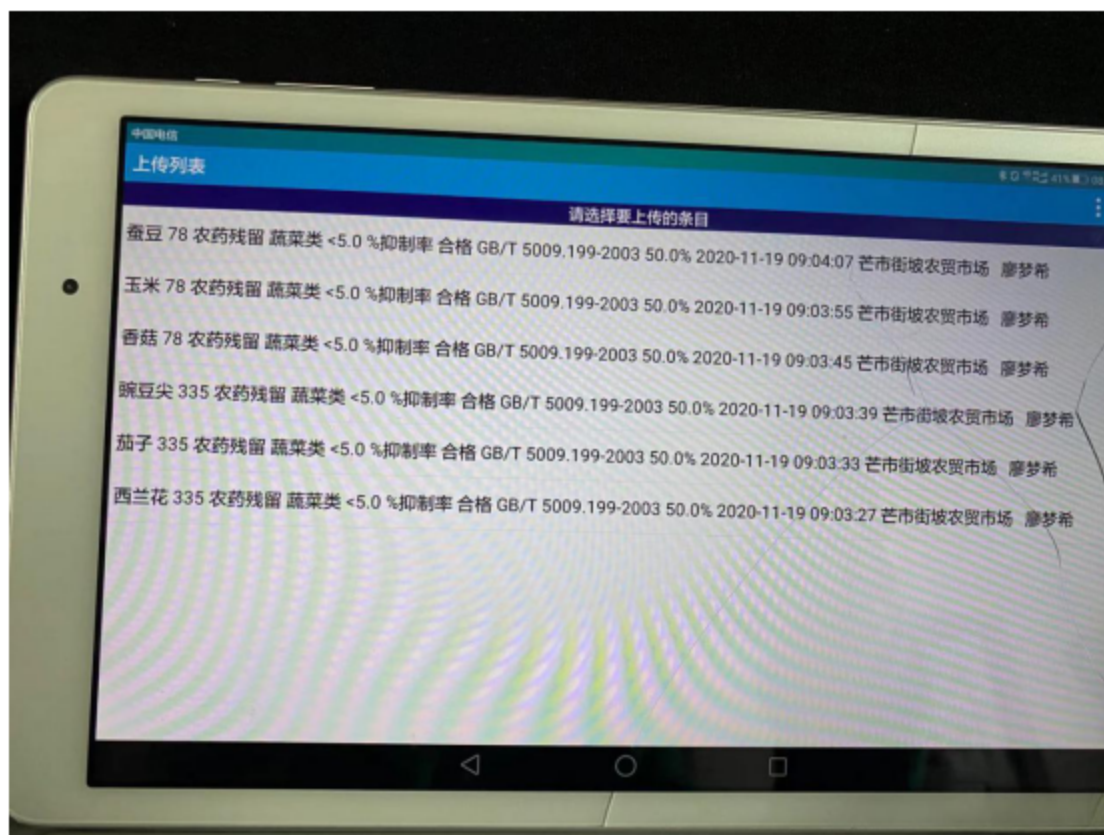 中国电信
41%
上传列表
请选择要上传的条目
蚕豆 78 农药残留 蔬菜类 <5.0 %抑制率 合格 GB/T 5009.199-2003 50.0% 2020-11-19 09:04:07 芒市街坡农贸市场 廖梦希
玉米 78 农药残留 蔬菜类 <5.0 %抑制率 合格 GB/T 5009.199-2003 50.0% 2020-11-19 09:03:55 芒市街坡农贸市场 廖梦希
香菇 78 农药残留 蔬菜类 <5.0 %抑制率 合格 GB/T 5009.199-2003 50.0% 2020-11-19 09:03:45 芒市街坡农贸市场 廖梦希
豌豆尖 335 农药残留 蔬菜类 <5.0 %抑制率 合格 GB/T 5009.199-2003 50.0% 2020-11-19 09:03:39 芒市街坡农贸市场 廖梦希
茄子 335 农药残留 蔬菜类 <5.0 %抑制率 合格 GB/T 5009.199-2003 50.0% 2020-11-19 09:03:33 芒市街坡农贸市场 廖梦希
西兰花 335 农药残留 蔬菜类 <5.0 %抑制率 合格 GB/T 5009.199-2003 50.0% 2020-11-19 09:03:27 芒市街坡农贸市场 廖梦希